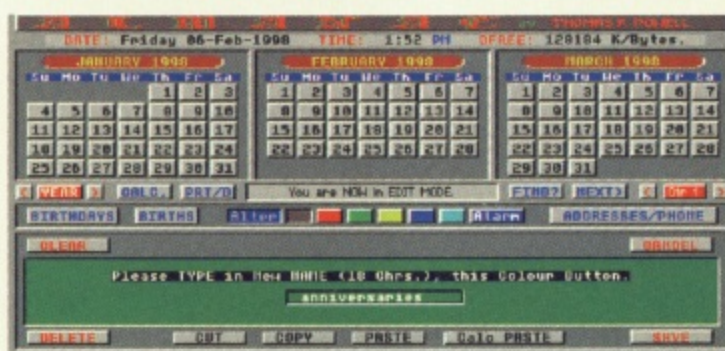 THOMAS K POWELL
DATE: Friday 06-Feb-1998 TIME: 1:52 PM DFREE: 128184 K/Bytes.
JANUARY 1998 FEBRUARY 1998 MARCH 1998
Su Mo Tu We Th Fr Sa Su Mo Tu We Th Fr Sa Su Mo Tu We Th Fr Sa
1 2 3 1 2 3 4 5 6 7 1 2 3 4 5 6 7
4 5 6 7 8 9 10 8 9 10 11 12 13 14 8 9 10 11 12 13 14
11 12 13 14 15 16 17 15 16 17 18 19 20 21 15 16 17 18 19 20 21
18 19 20 21 22 23 24 22 23 24 25 26 27 28 22 23 24 25 26 27 28
25 26 27 28 29 30 31 29 30 31
< YEAR > CALC. PRT/D You are NOW in EDIT MODE. FIND? NEXT> < Qtr 1
BIRTHDAYS BIRTHS Alter Alarm ADDRESSES/PHONE
CLEAR CANCEL
Please TYPE in New NAME (18 Chrs.), this Colour Button.
anniversaries
DELETE CUT COPY PASTE Calc PASTE SAVE